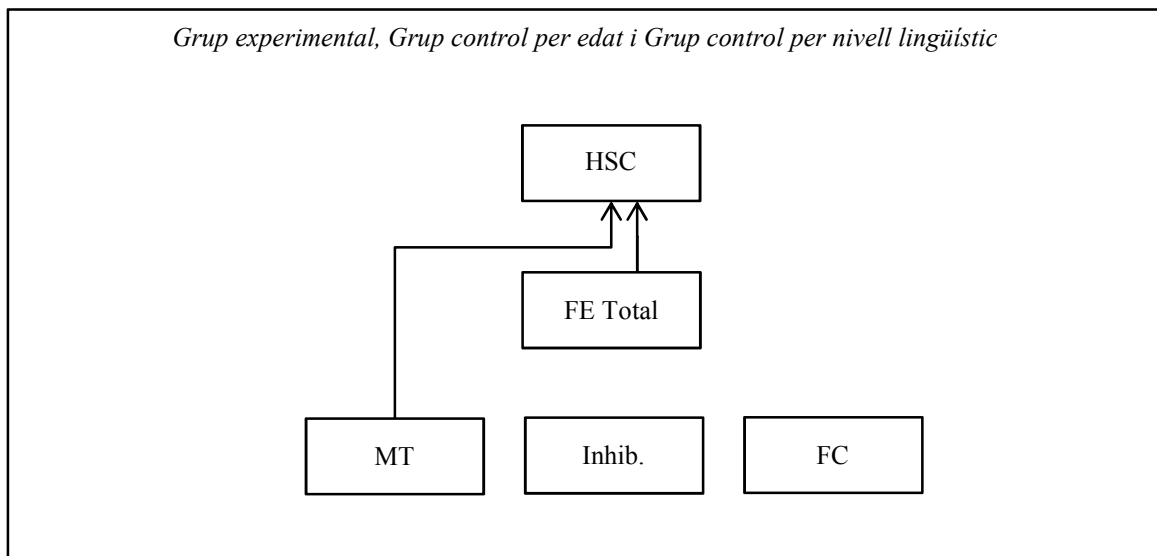 Grup experimental, Grup control per edat i Grup control per nivell lingüístic
HSC
FE Total
MT
Inhib.
FC